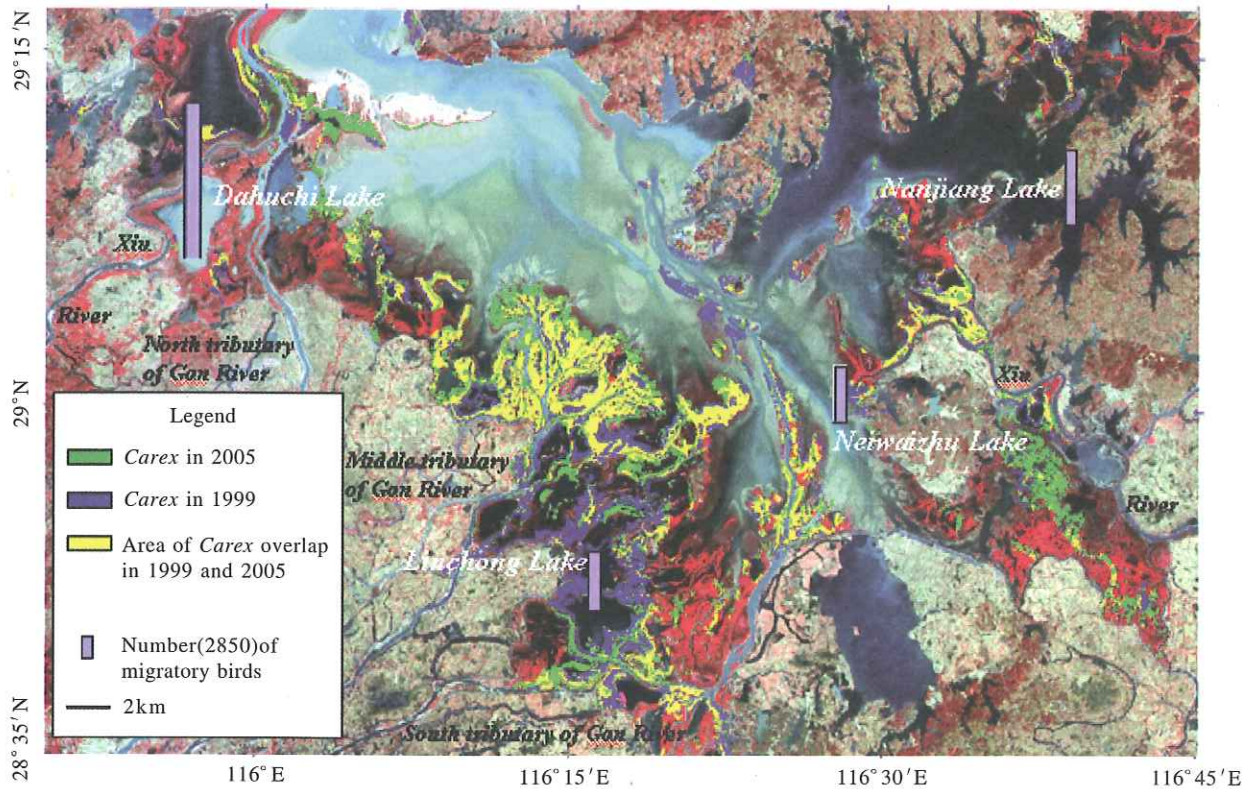 29°15′N
29°N
28°35′N
Dahuchi Lake
Nanjiang Lake
Xiu
River
North tributary
of Gan River
Xiu
Neiwaizhu Lake
Middle tributary
of Gan River
River
Linchong Lake
South tributary of Gan River
Legend
Carex in 2005
Carex in 1999
Area of Carex overlap
in 1999 and 2005
Number(2850)of
migratory birds
2km
116°E
116°15′E
116°30′E
116°45′E